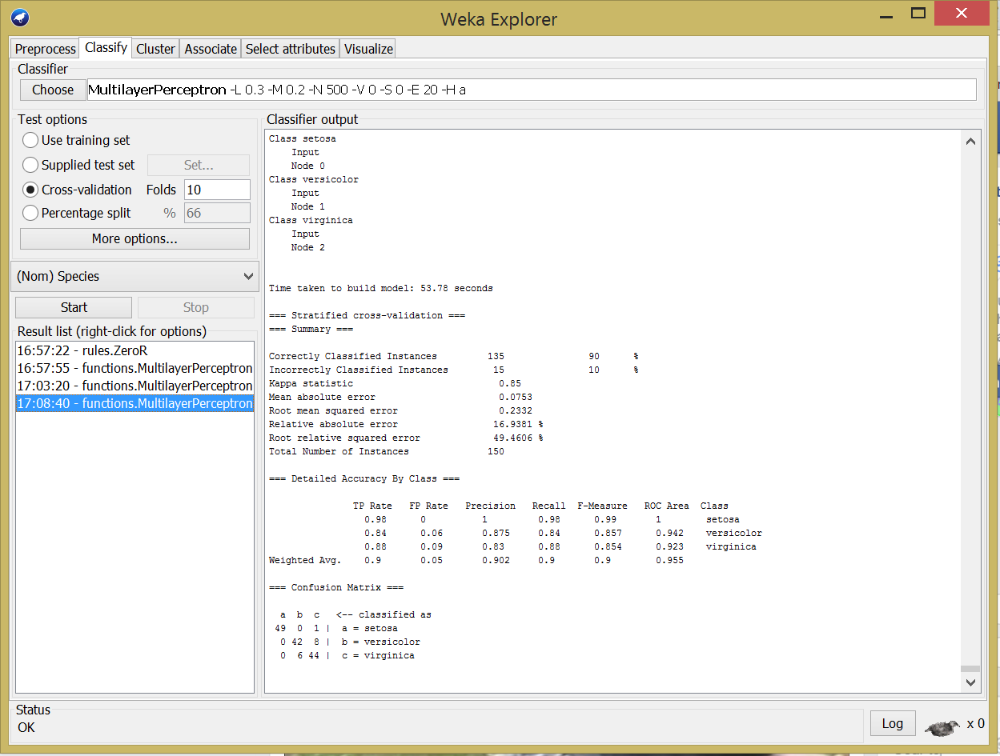 Weka Explorer
Preprocess Classify Cluster Associate Select attributes Visualize
Classifier
Choose MultilayerPerceptron -L 0.3 -M 0.2 -N 500 -V 0 -S 0 -E 20 -H a
Test options
Use training set
Supplied test set Set...
Cross-validation Folds 10
Percentage split % 66
More options...
(Nom) Species
Start Stop
Result list (right-click for options)
16:57:22 - rules.ZeroR
16:57:55 - functions.MultilayerPerceptron
17:03:20 - functions.MultilayerPerceptron
17:08:40 - functions.MultilayerPerceptron
Classifier output
Class setosa
Input
Node 0
Class versicolor
Input
Node 1
Class virginica
Input
Node 2
Time taken to build model: 53.78 seconds
=== Stratified cross-validation ===
=== Summary ===
Correctly Classified Instances 135 90 %
Incorrectly Classified Instances 15 10 %
Kappa statistic 0.85
Mean absolute error 0.0753
Root mean squared error 0.2332
Relative absolute error 16.9381 %
Root relative squared error 49.4606 %
Total Number of Instances 150
=== Detailed Accuracy By Class ===
TP Rate FP Rate Precision Recall F-Measure ROC Area Class
0.98 0 1 0.98 0.99 1 setosa
0.84 0.06 0.875 0.84 0.857 0.942 versicolor
0.88 0.09 0.83 0.88 0.854 0.923 virginica
Weighted Avg. 0.9 0.05 0.902 0.9 0.9 0.955
=== Confusion Matrix ===
a b c <-- classified as
49 0 1 | a = setosa
0 42 8 | b = versicolor
0 6 44 | c = virginica
Status
OK
Log x 0